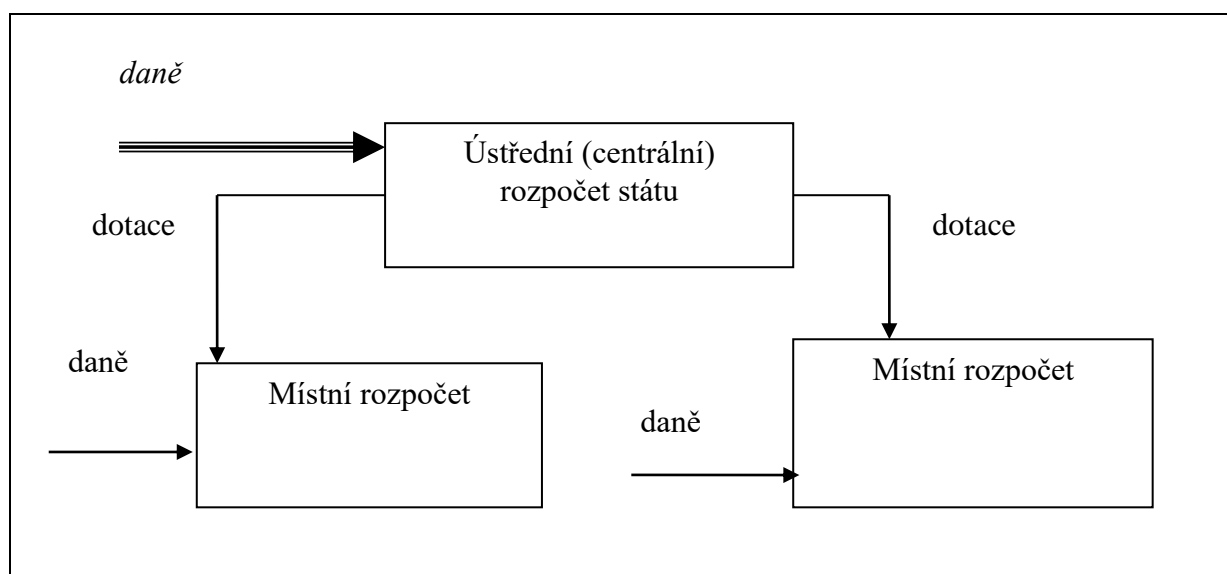 daně
Ústřední (centrální)
rozpočet státu
dotace
dotace
daně
Místní rozpočet
Místní rozpočet
daně